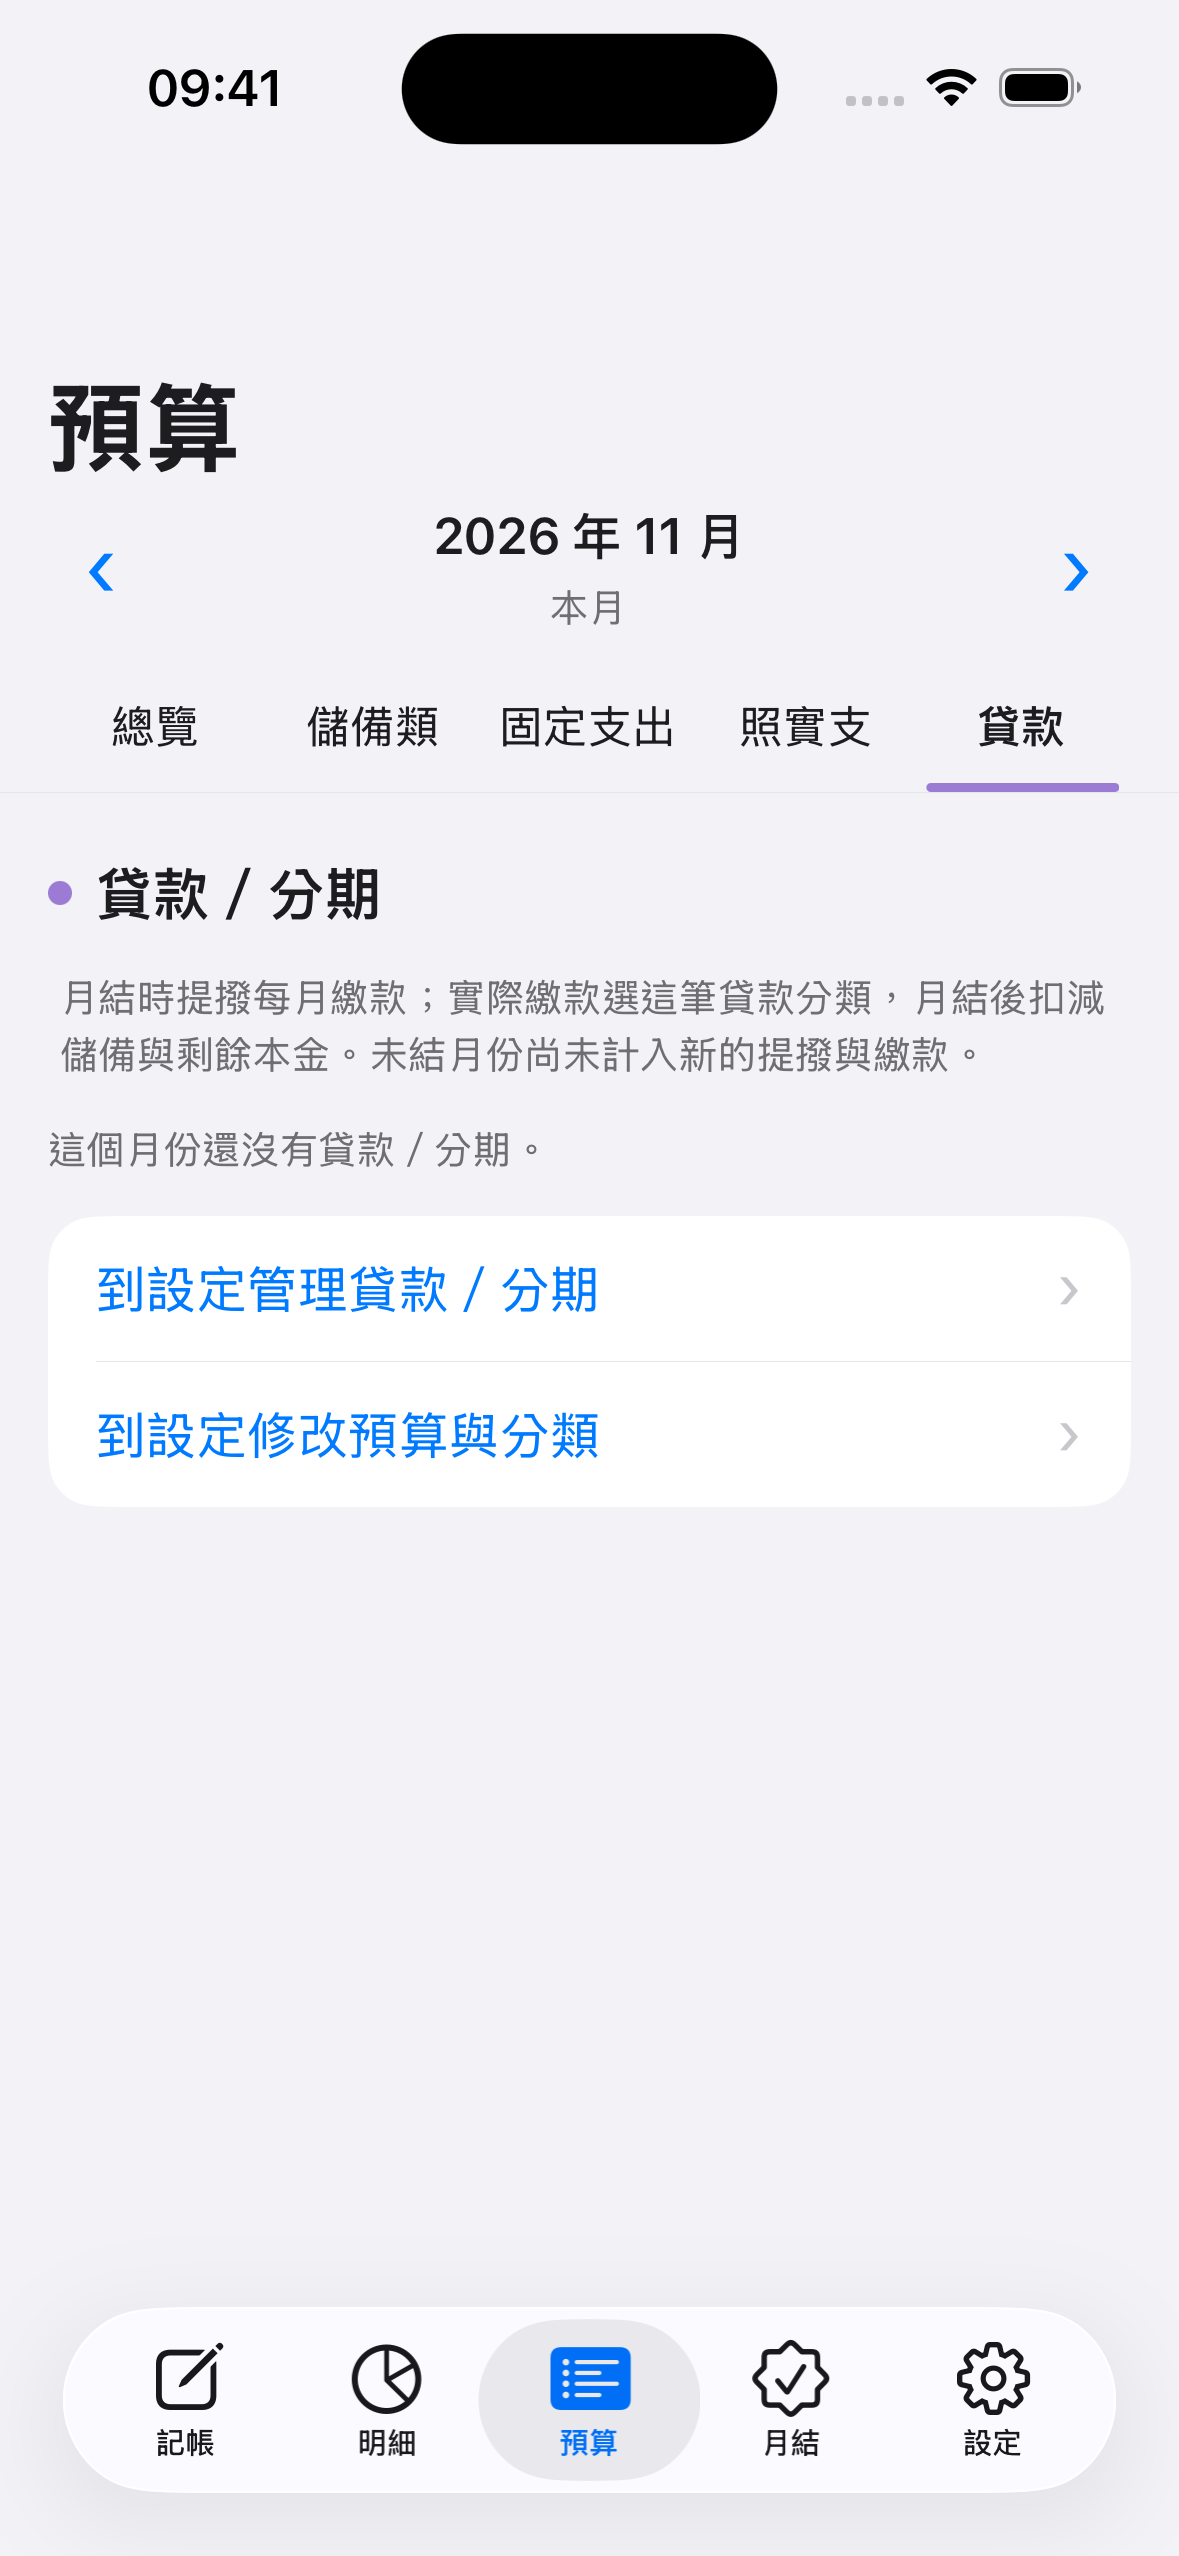 09:41
預算
2026 年 11 月
本月
總覽
儲備類
固定支出
照實支
貸款
貸款 / 分期
月結時提撥每月繳款；實際繳款選這筆貸款分類，月結後扣減
儲備與剩餘本金。未結月份尚未計入新的提撥與繳款。
這個月份還沒有貸款 / 分期。
到設定管理貸款 / 分期
到設定修改預算與分類
記帳
明細
預算
月結
設定